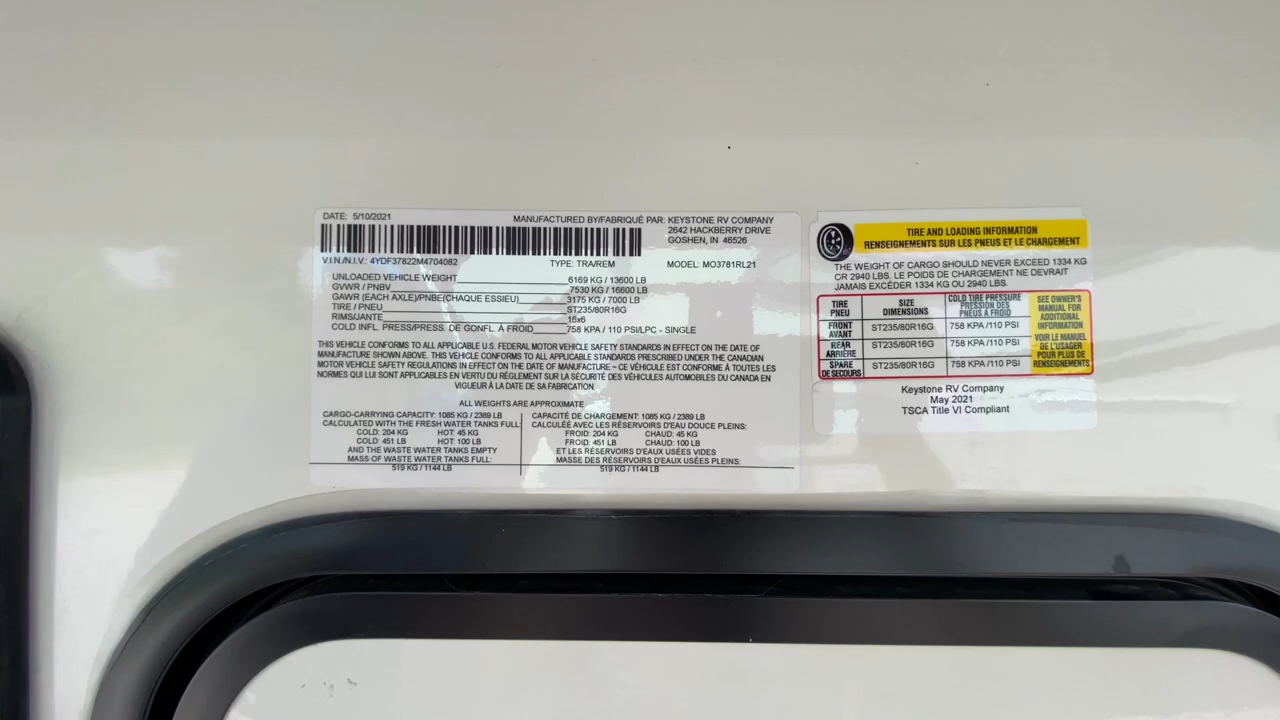 DATE: 5/10/2021
MANUFACTURED BY/FABRIQUÉ PAR: KEYSTONE RV COMPANY
2642 HACKBERRY DRIVE
GOSHEN, IN 46526
V.I.N./N.I.V.: 4YDF37822M4704082 TYPE: TRA/REM MODEL: MO3781RL21
UNLOADED VEHICLE WEIGHT 6169 KG / 13600 LB
GVWR / PNBV 7530 KG / 16600 LB
GAWR (EACH AXLE)/PNBE(CHAQUE ESSIEU) 3175 KG / 7000 LB
TIRE / PNEU ST235/80R16G
RIMS/JANTE 16x6
COLD INFL. PRESS/PRESS. DE GONFL. À FROID 758 KPA / 110 PSI/LPC - SINGLE
THIS VEHICLE CONFORMS TO ALL APPLICABLE U.S. FEDERAL MOTOR VEHICLE SAFETY STANDARDS IN EFFECT ON THE DATE OF
MANUFACTURE SHOWN ABOVE. THIS VEHICLE CONFORMS TO ALL APPLICABLE STANDARDS PRESCRIBED UNDER THE CANADIAN
MOTOR VEHICLE SAFETY REGULATIONS IN EFFECT ON THE DATE OF MANUFACTURE ~ CE VÉHICULE EST CONFORME À TOUTES LES
NORMES QUI LUI SONT APPLICABLES EN VERTU DU RÉGLEMENT SUR LA SÉCURITÉ DES VÉHICULES AUTOMOBILES DU CANADA EN
VIGUEUR À LA DATE DE SA FABRICATION.
ALL WEIGHTS ARE APPROXIMATE
CARGO-CARRYING CAPACITY: 1085 KG / 2389 LB
CALCULATED WITH THE FRESH WATER TANKS FULL:
COLD: 204 KG HOT: 45 KG
COLD: 451 LB HOT: 100 LB
AND THE WASTE WATER TANKS EMPTY
MASS OF WASTE WATER TANKS FULL:
519 KG / 1144 LB
CAPACITÉ DE CHARGEMENT: 1085 KG / 2389 LB
CALCULÉE AVEC LES RÉSERVOIRS D'EAU DOUCE PLEINS:
FROID: 204 KG CHAUD: 45 KG
FROID: 451 LB CHAUD: 100 LB
ET LES RÉSERVOIRS D'EAUX USÉES VIDES
MASSE DES RÉSERVOIRS D'EAUX USÉES PLEINS:
519 KG / 1144 LB
TIRE AND LOADING INFORMATION
RENSEIGNEMENTS SUR LES PNEUS ET LE CHARGEMENT
THE WEIGHT OF CARGO SHOULD NEVER EXCEED 1334 KG
OR 2940 LBS. LE POIDS DE CHARGEMENT NE DEVRAIT
JAMAIS EXCÉDER 1334 KG OU 2940 LBS.
TIRE
PNEU
SIZE
DIMENSIONS
COLD TIRE PRESSURE
PRESSION DES
PNEUS À FROID
FRONT
AVANT
ST235/80R16G 758 KPA /110 PSI
REAR
ARRIÈRE
ST235/80R16G 758 KPA /110 PSI
SPARE
DE SECOURS
ST235/80R16G 758 KPA /110 PSI
SEE OWNER'S
MANUAL FOR
ADDITIONAL
INFORMATION
VOIR LE MANUEL
DE L'USAGER
POUR PLUS DE
RENSEIGNEMENTS
Keystone RV Company
May 2021
TSCA Title VI Compliant